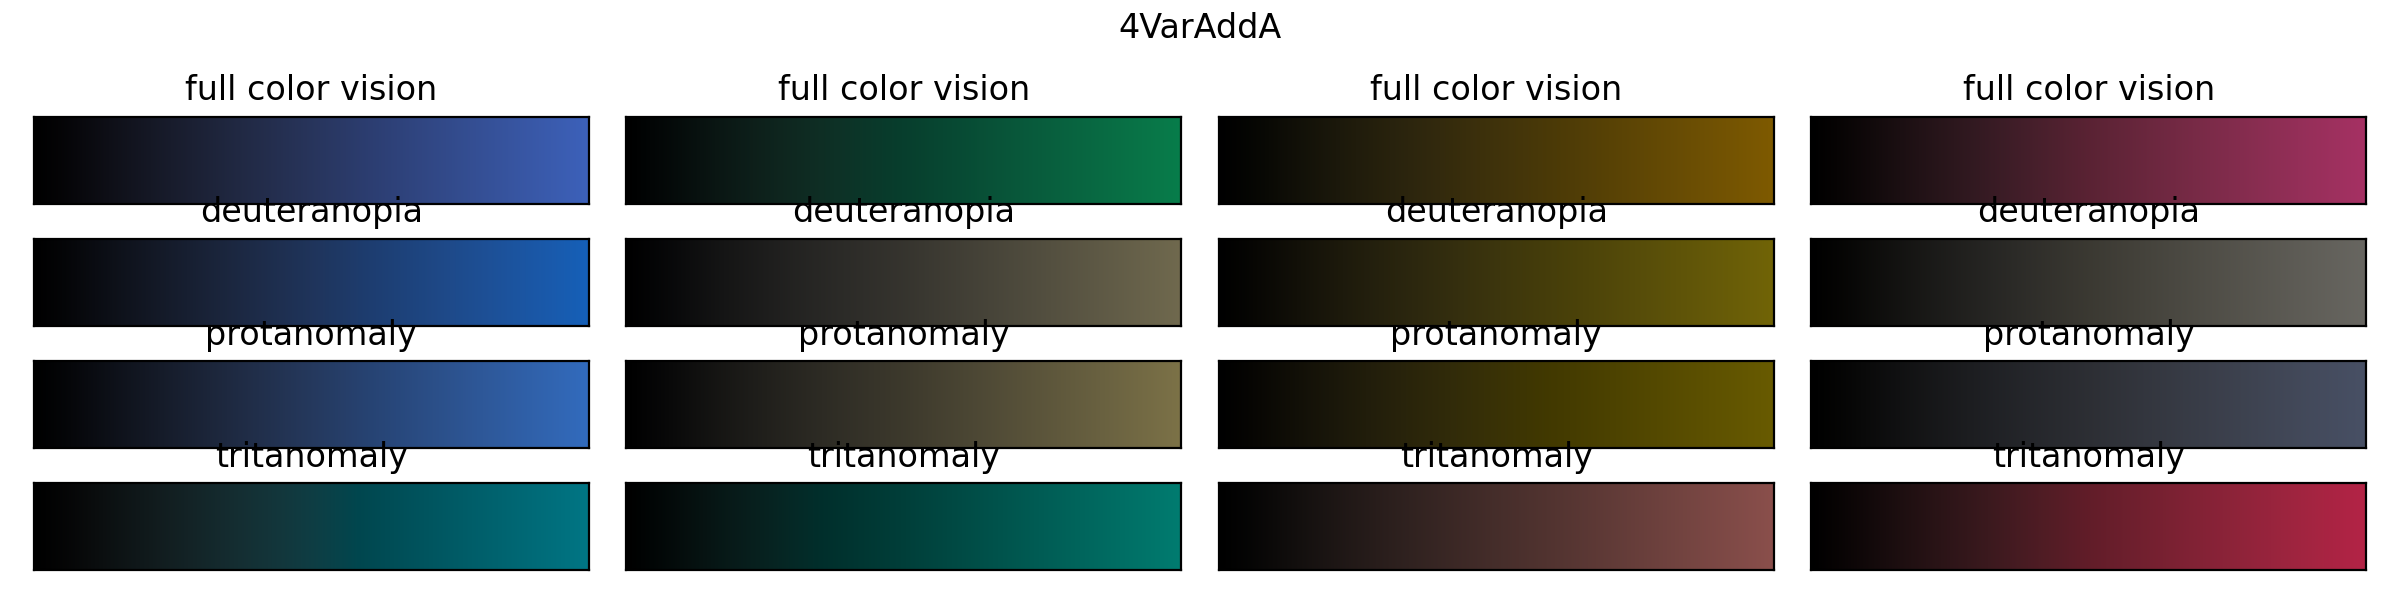 4VarAddA
full color vision full color vision full color vision full color vision
deuteranopia deuteranopia deuteranopia deuteranopia
protanomaly protanomaly protanomaly protanomaly
tritanomaly tritanomaly tritanomaly tritanomaly